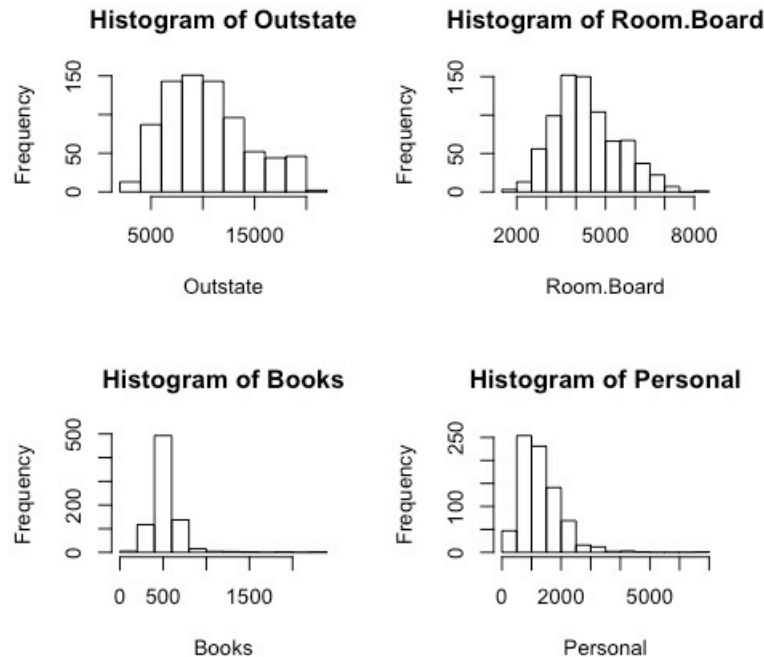 Histogram of Outstate
Frequency
0
50
150
5000
15000
Outstate
Histogram of Room.Board
Frequency
0
50
150
2000
5000
8000
Room.Board
Histogram of Books
Frequency
0
200
500
0
500
1500
Books
Histogram of Personal
Frequency
0
100
250
0
2000
5000
Personal